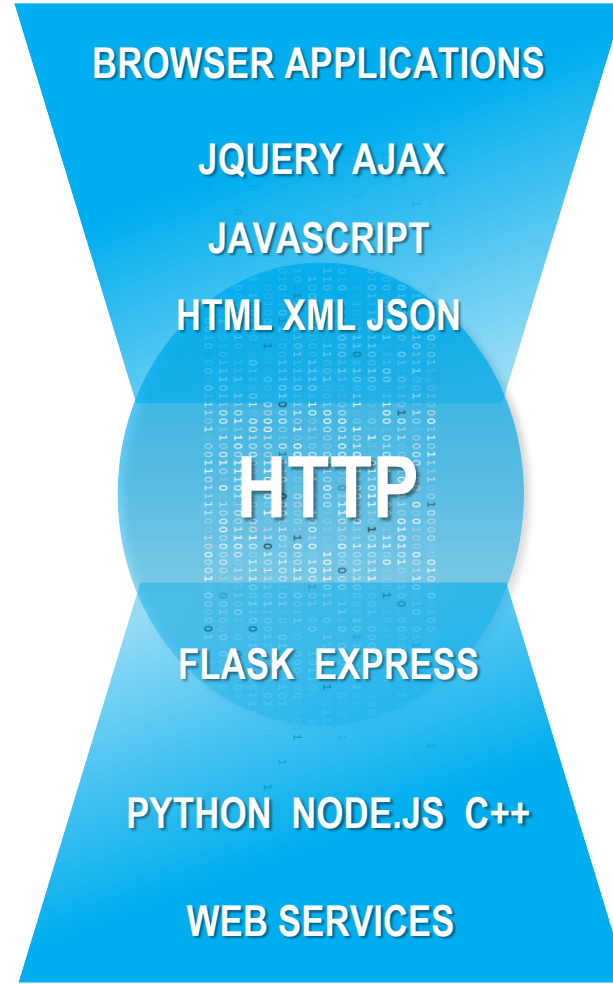 BROWSER APPLICATIONS
JQUERY AJAX
JAVASCRIPT
HTML XML JSON
HTTP
FLASK EXPRESS
PYTHON NODE.JS C++
WEB SERVICES